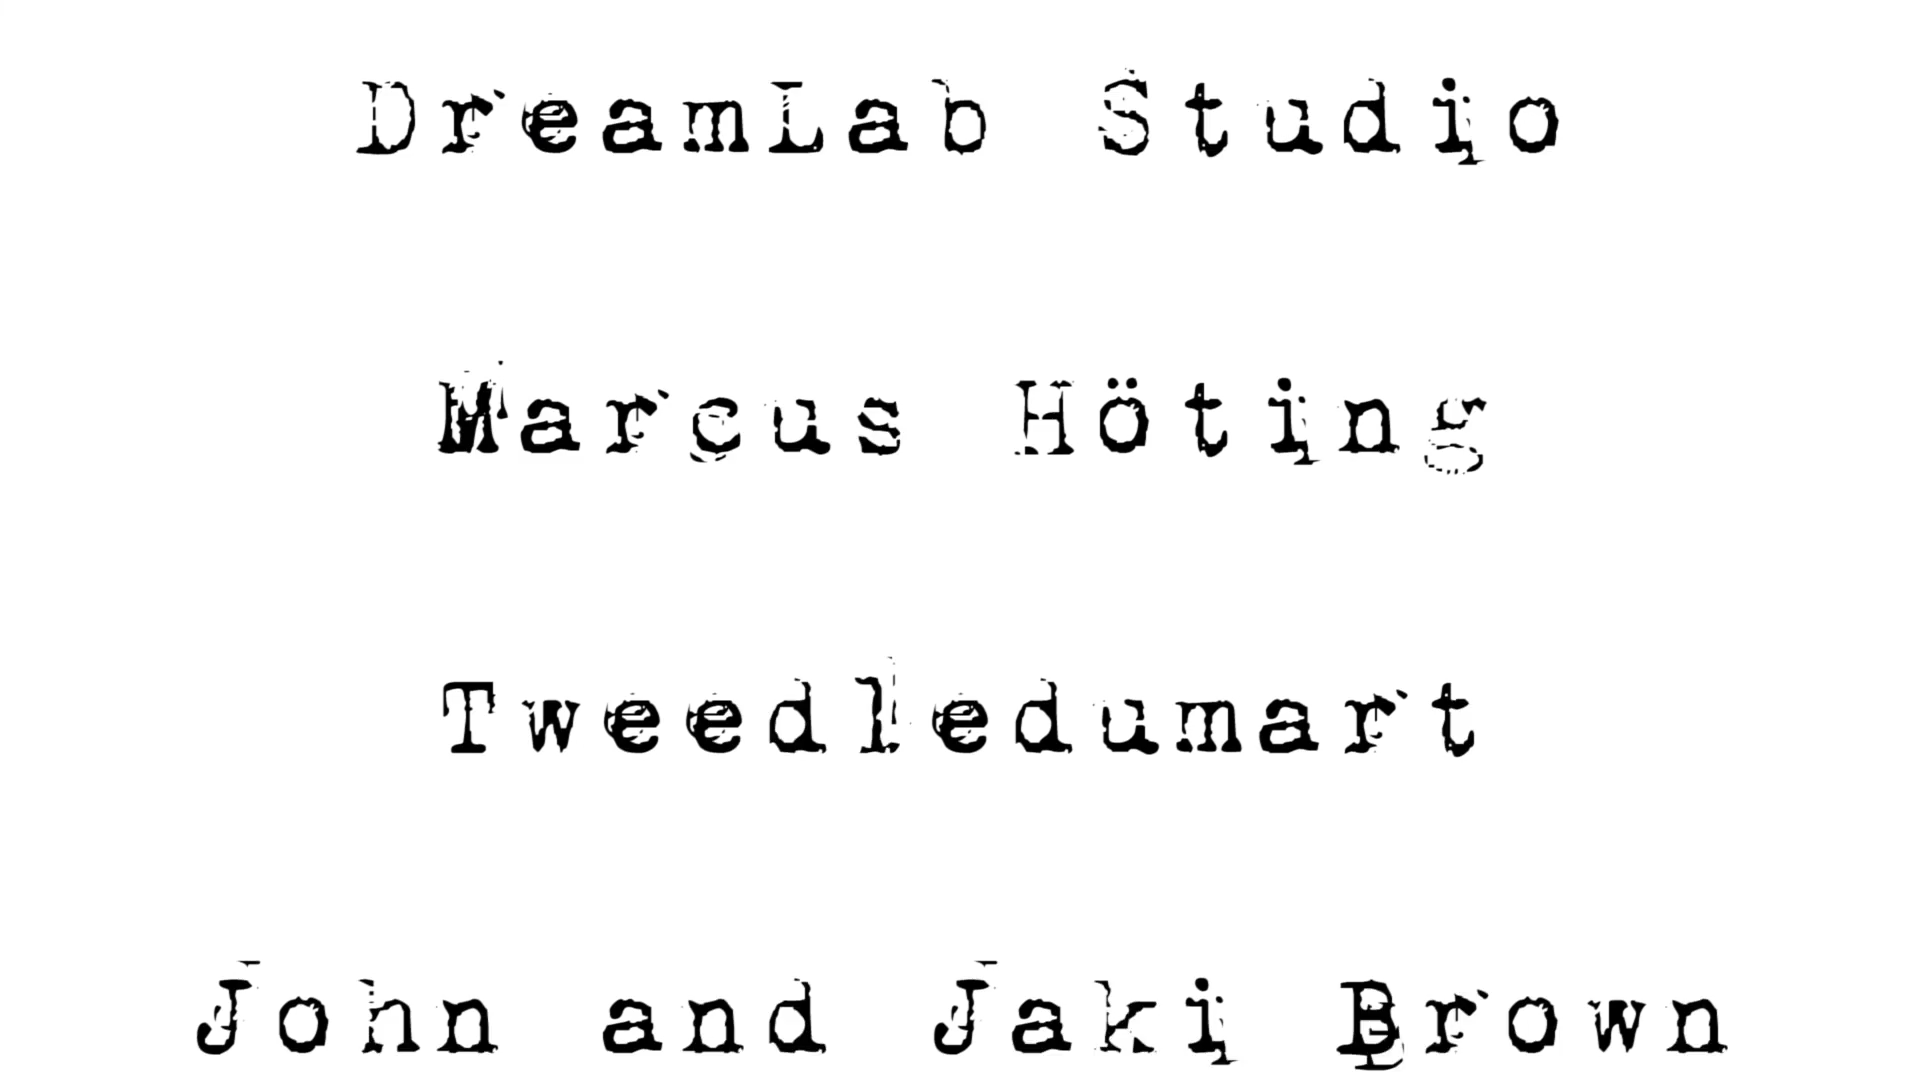 DreamLab Studio
Marcus Höting
Tweedledumart
John and Jaki Brown